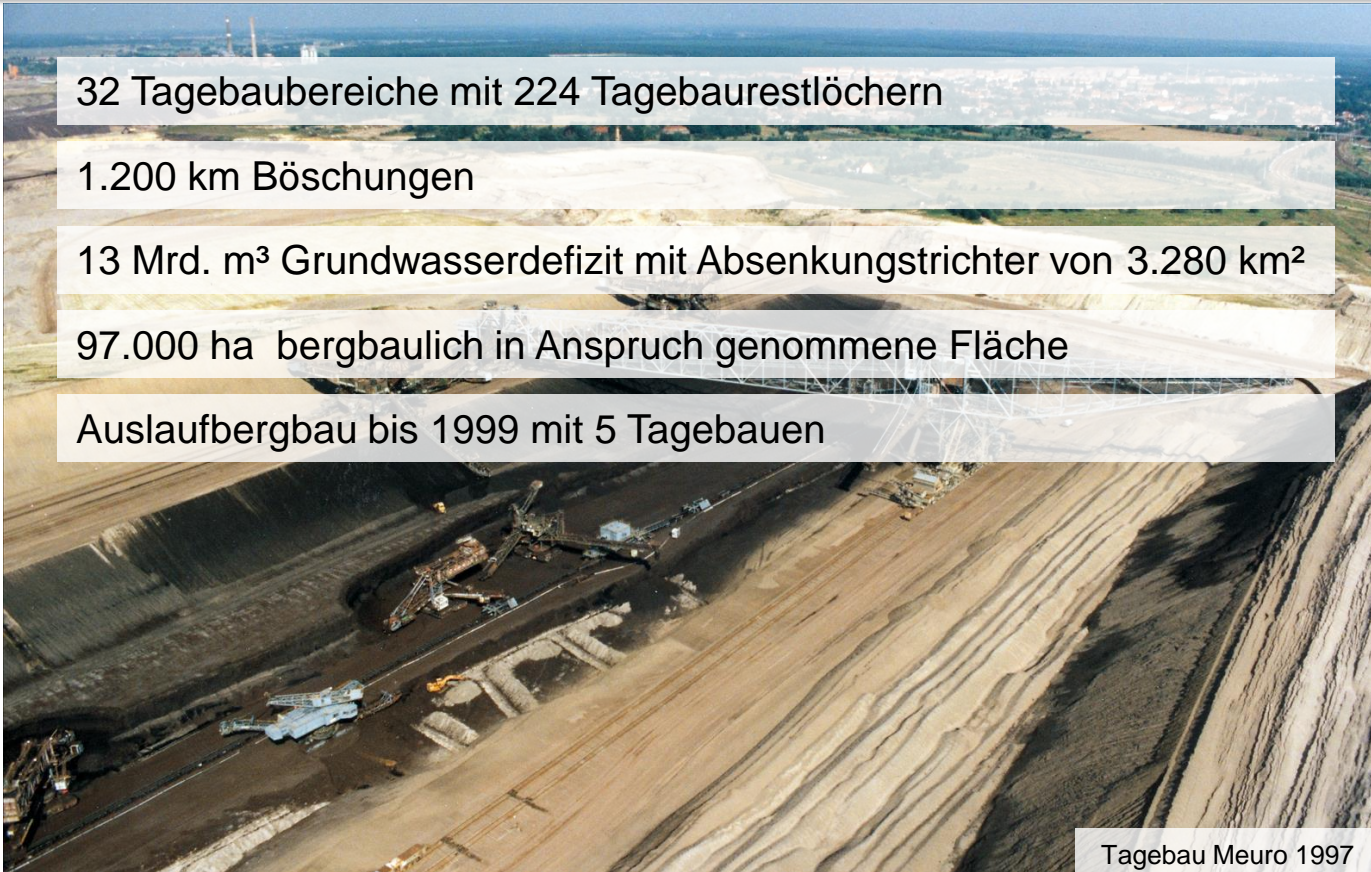 32 Tagebaubereiche mit 224 Tagebaurestlöchern
1.200 km Böschungen
13 Mrd. m³ Grundwasserdefizit mit Absenkungstrichter von 3.280 km²
97.000 ha bergbaulich in Anspruch genommene Fläche
Auslaufbergbau bis 1999 mit 5 Tagebauen
Tagebau Meuro 1997